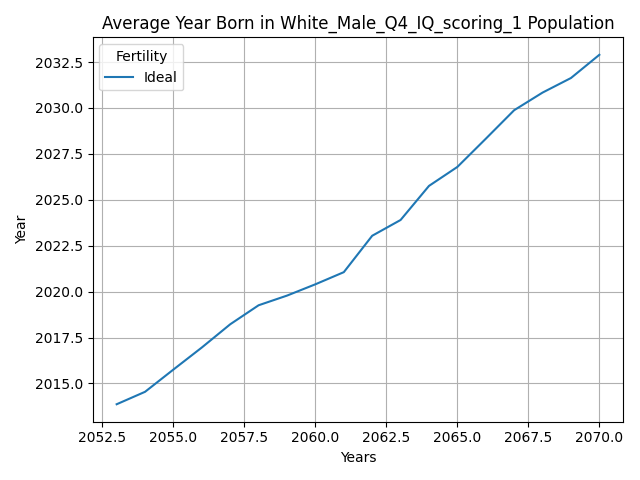 Average Year Born in White_Male_Q4_IQ_scoring_1 Population
Fertility
Ideal
2032.5
2030.0
2027.5
2025.0
2022.5
2020.0
2017.5
2015.0
Year
2052.5 2055.0 2057.5 2060.0 2062.5 2065.0 2067.5 2070.0
Years